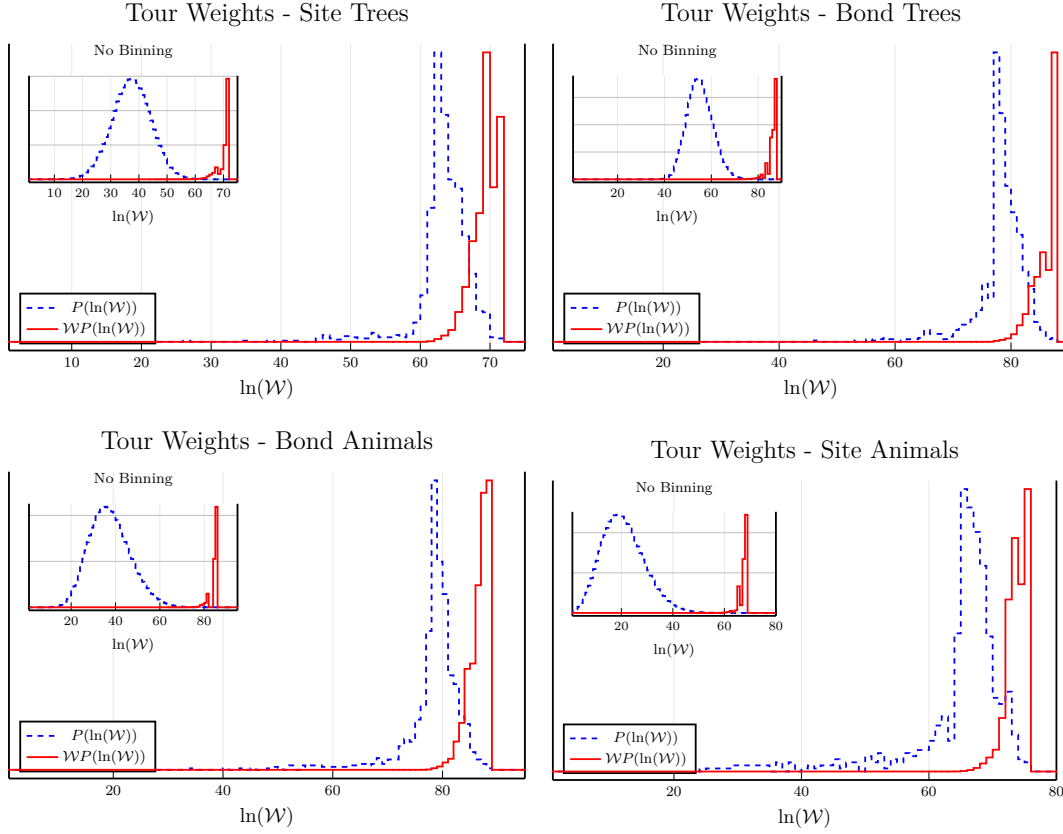 Tour Weights - Site Trees
No Binning
10 20 30 40 50 60 70
ln(𝒲)
P(ln(𝒲))
𝒲P(ln(𝒲))
10 20 30 40 50 60 70
ln(𝒲)
Tour Weights - Bond Trees
No Binning
20 40 60 80
ln(𝒲)
P(ln(𝒲))
𝒲P(ln(𝒲))
20 40 60 80
ln(𝒲)
Tour Weights - Bond Animals
No Binning
20 40 60 80
ln(𝒲)
P(ln(𝒲))
𝒲P(ln(𝒲))
20 40 60 80
ln(𝒲)
Tour Weights - Site Animals
No Binning
20 40 60 80
ln(𝒲)
P(ln(𝒲))
𝒲P(ln(𝒲))
20 40 60 80
ln(𝒲)